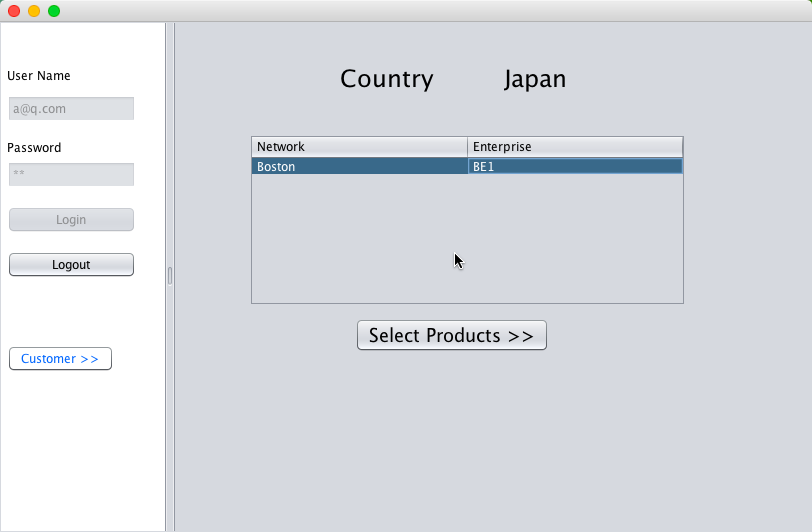 User Name
a@q.com
Password
**
Login
Logout
Customer >>
Country Japan
Network Enterprise
Boston BE1
Select Products >>